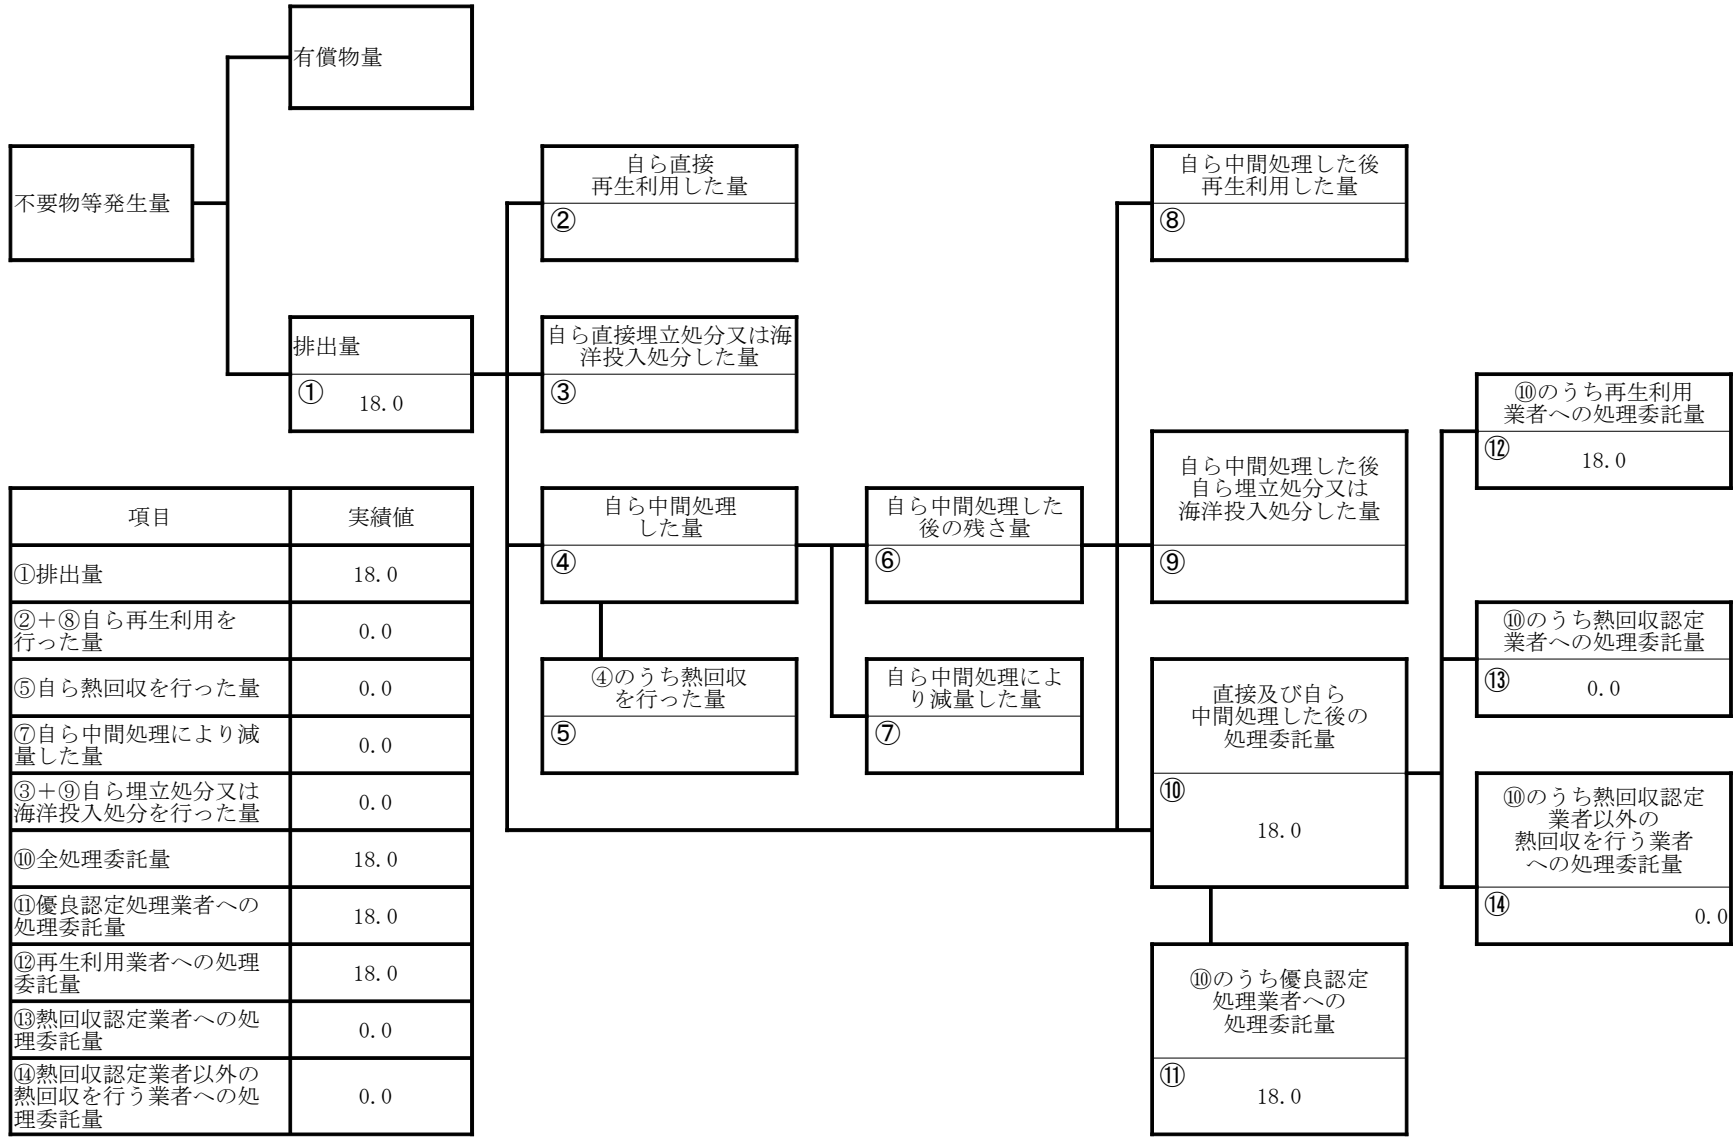 有償物量
不要物等発生量
排出量
①
18.0
自ら直接
再生利用した量
②
自ら直接埋立処分又は海
洋投入処分した量
③
自ら中間処理
した量
④
④のうち熱回収
を行った量
⑤
自ら中間処理した
後の残さ量
⑥
自ら中間処理によ
り減量した量
⑦
自ら中間処理した後
再生利用した量
⑧
自ら中間処理した後
自ら埋立処分又は
海洋投入処分した量
⑨
直接及び自ら
中間処理した後の
処理委託量
⑩
18.0
⑩のうち優良認定
処理業者への
処理委託量
⑪
18.0
⑩のうち再生利用
業者への処理委託量
⑫
18.0
⑩のうち熱回収認定
業者への処理委託量
⑬
0.0
⑩のうち熱回収認定
業者以外の
熱回収を行う業者
への処理委託量
⑭
0.0
項目 実績値
①排出量 18.0
②＋⑧自ら再生利用を
行った量 0.0
⑤自ら熱回収を行った量 0.0
⑦自ら中間処理により減
量した量 0.0
③＋⑨自ら埋立処分又は
海洋投入処分を行った量 0.0
⑩全処理委託量 18.0
⑪優良認定処理業者への
処理委託量 18.0
⑫再生利用業者への処理
委託量 18.0
⑬熱回収認定業者への処
理委託量 0.0
⑭熱回収認定業者以外の
熱回収を行う業者への処
理委託量 0.0